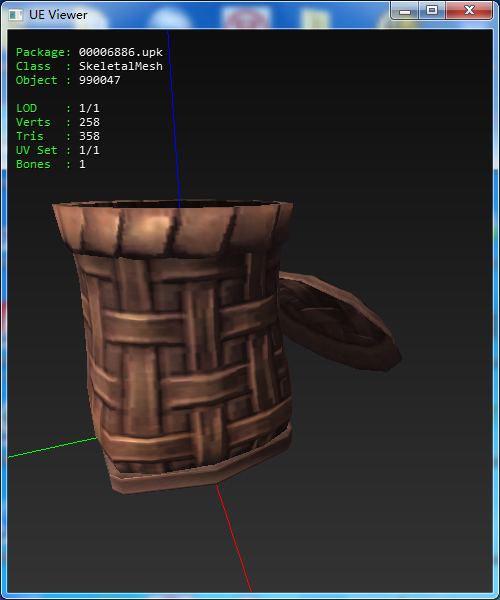 UE Viewer
Package: 00006886.upk
Class : SkeletalMesh
Object : 990047
LOD : 1/1
Verts : 258
Tris : 358
UV Set : 1/1
Bones : 1